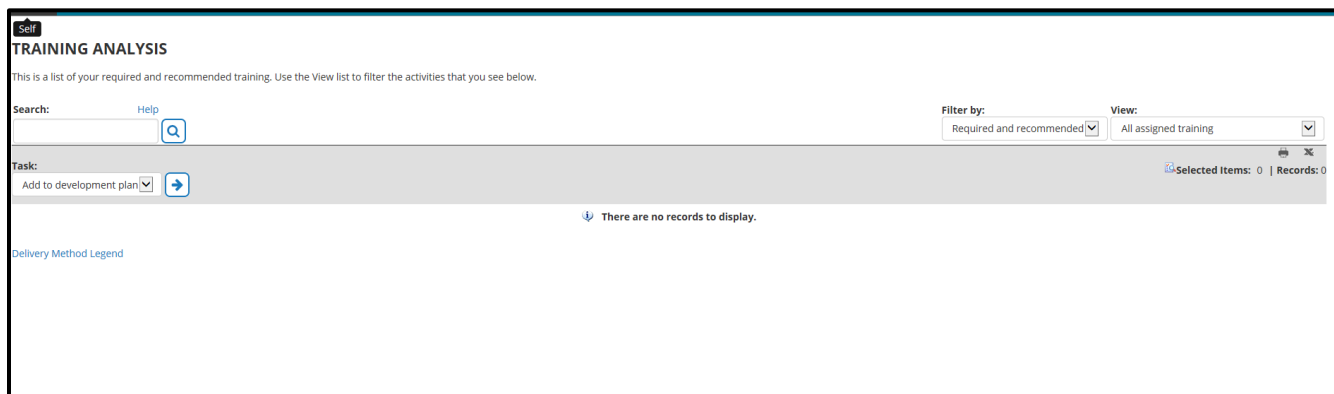 Self
TRAINING ANALYSIS
This is a list of your required and recommended training. Use the View list to filter the activities that you see below.
Search: Help Filter by: View:
Required and recommended All assigned training
Task:
Add to development plan Selected Items: 0 | Records: 0
There are no records to display.
Delivery Method Legend